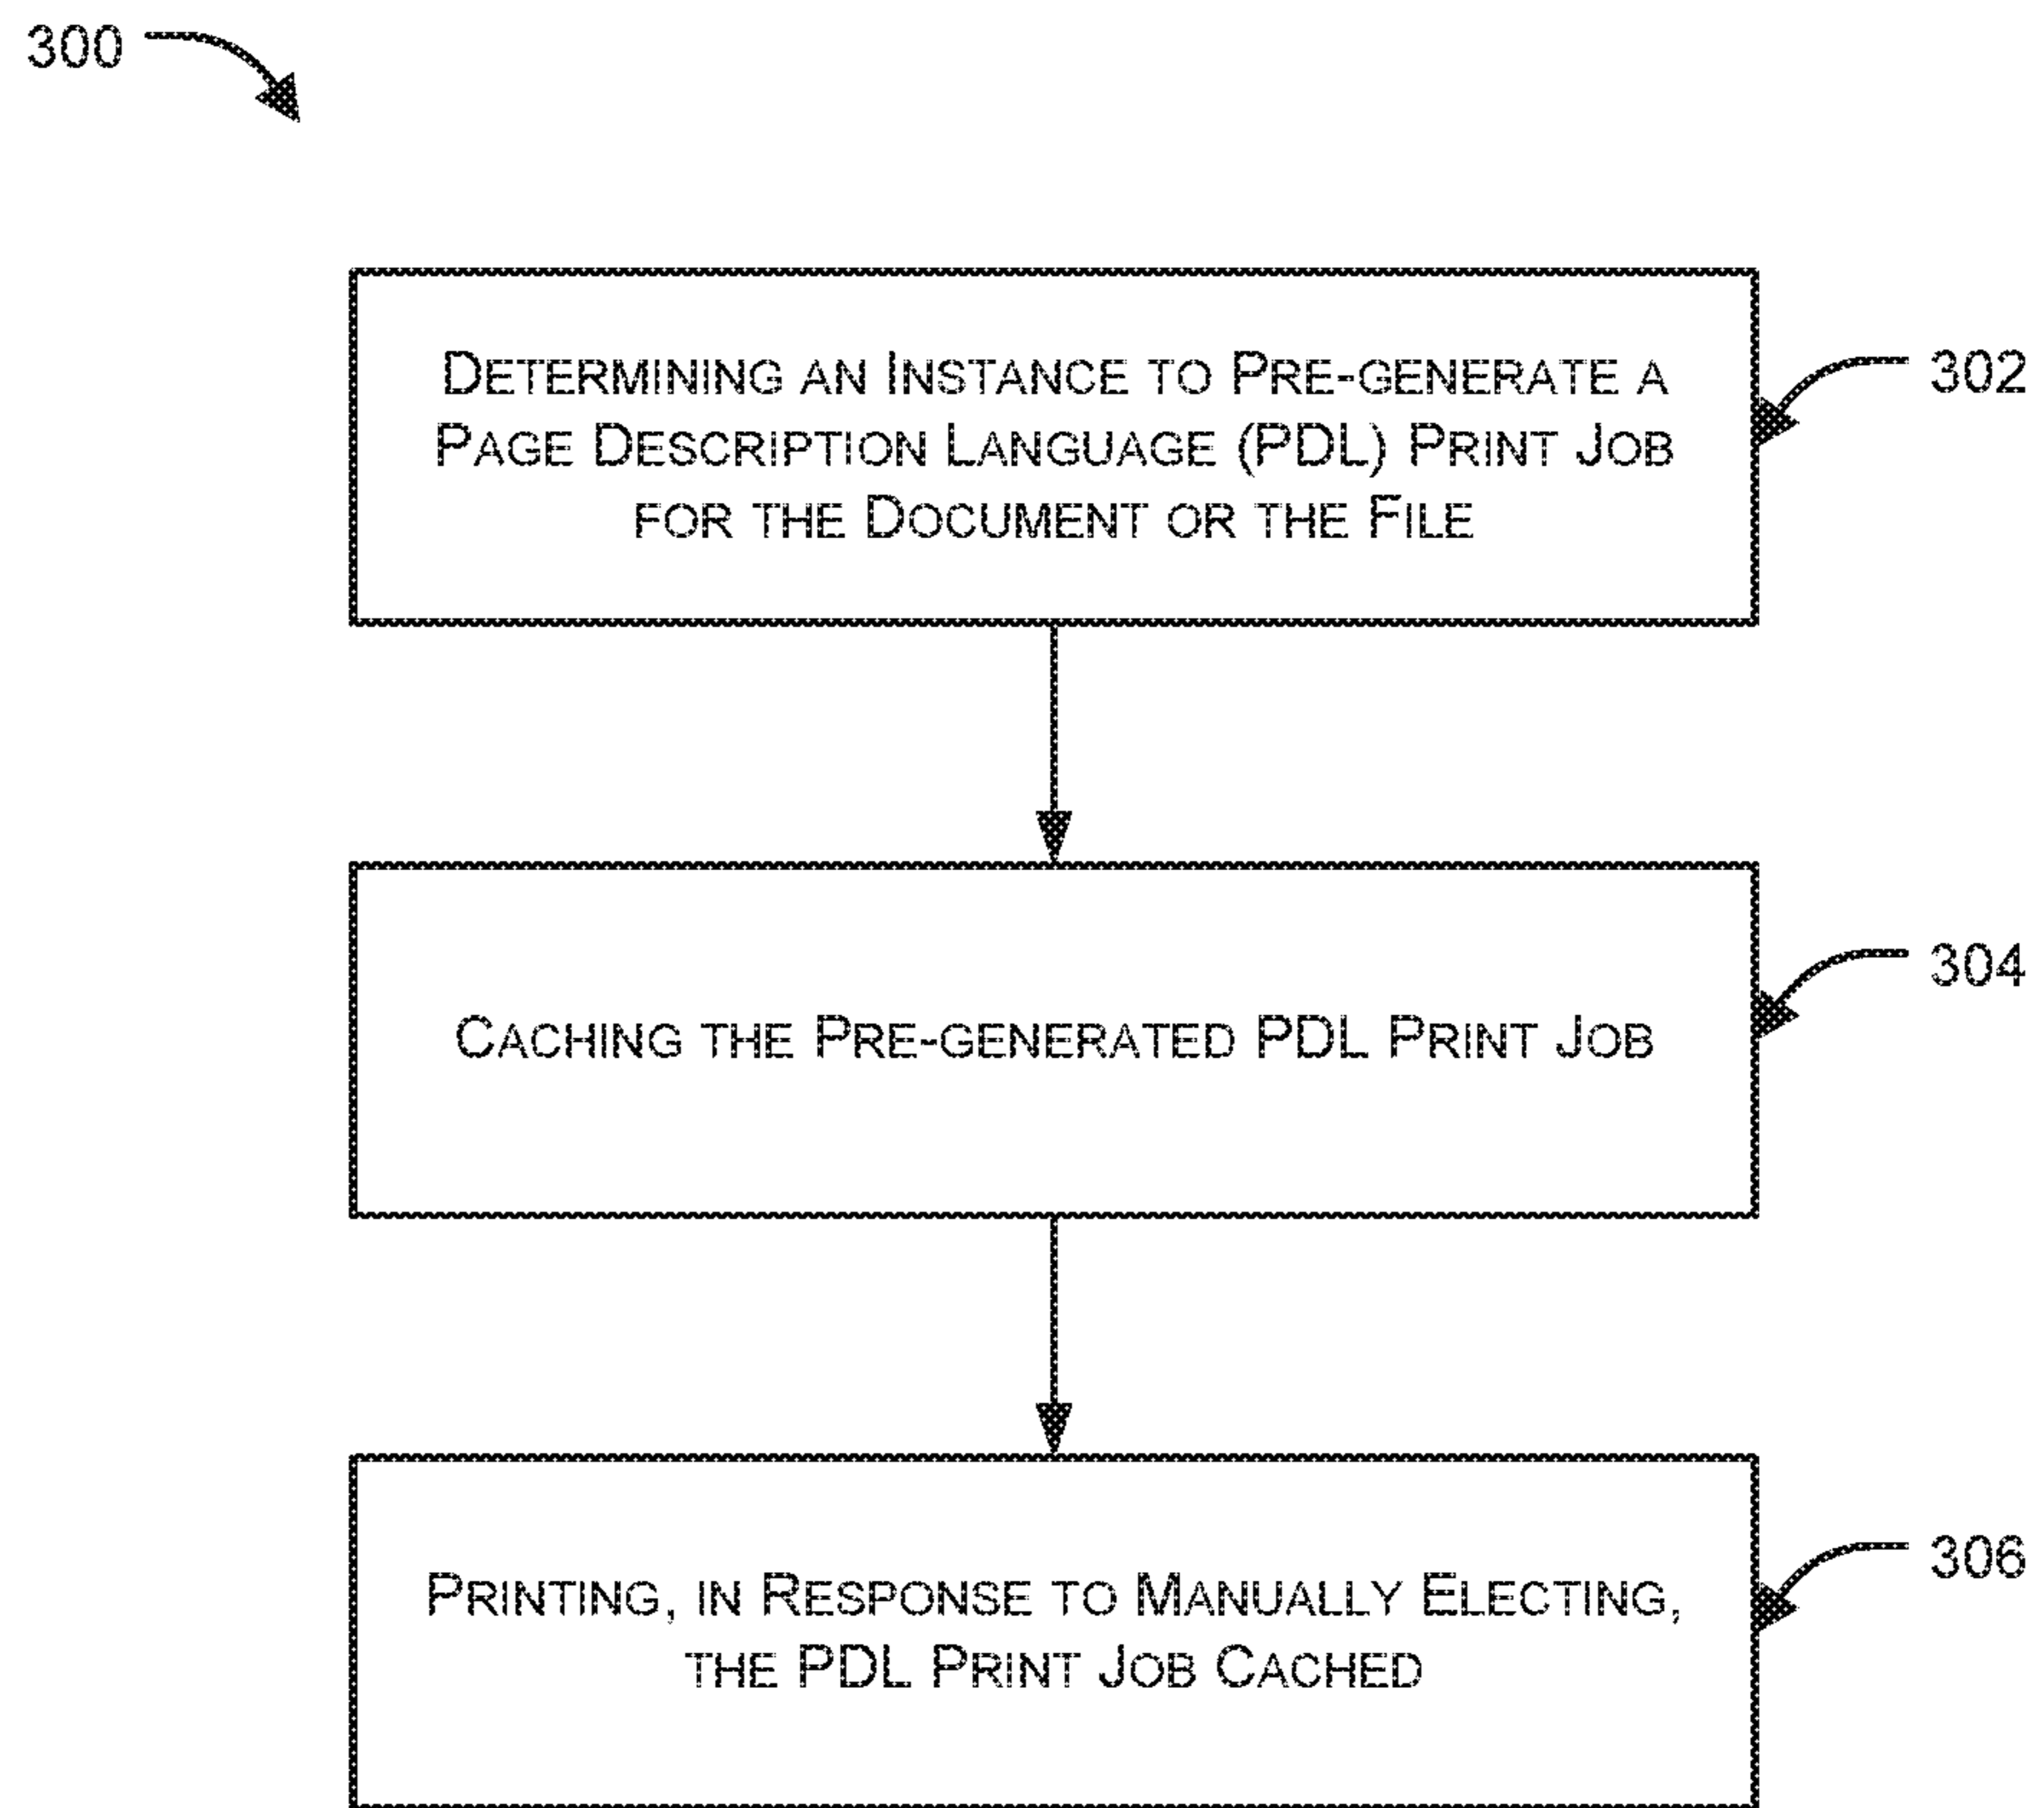 300
DETERMINING AN INSTANCE TO PRE-GENERATE A
PAGE DESCRIPTION LANGUAGE (PDL) PRINT JOB
FOR THE DOCUMENT OR THE FILE
302
CACHING THE PRE-GENERATED PDL PRINT JOB
304
PRINTING, IN RESPONSE TO MANUALLY ELECTING,
THE PDL PRINT JOB CACHED
306